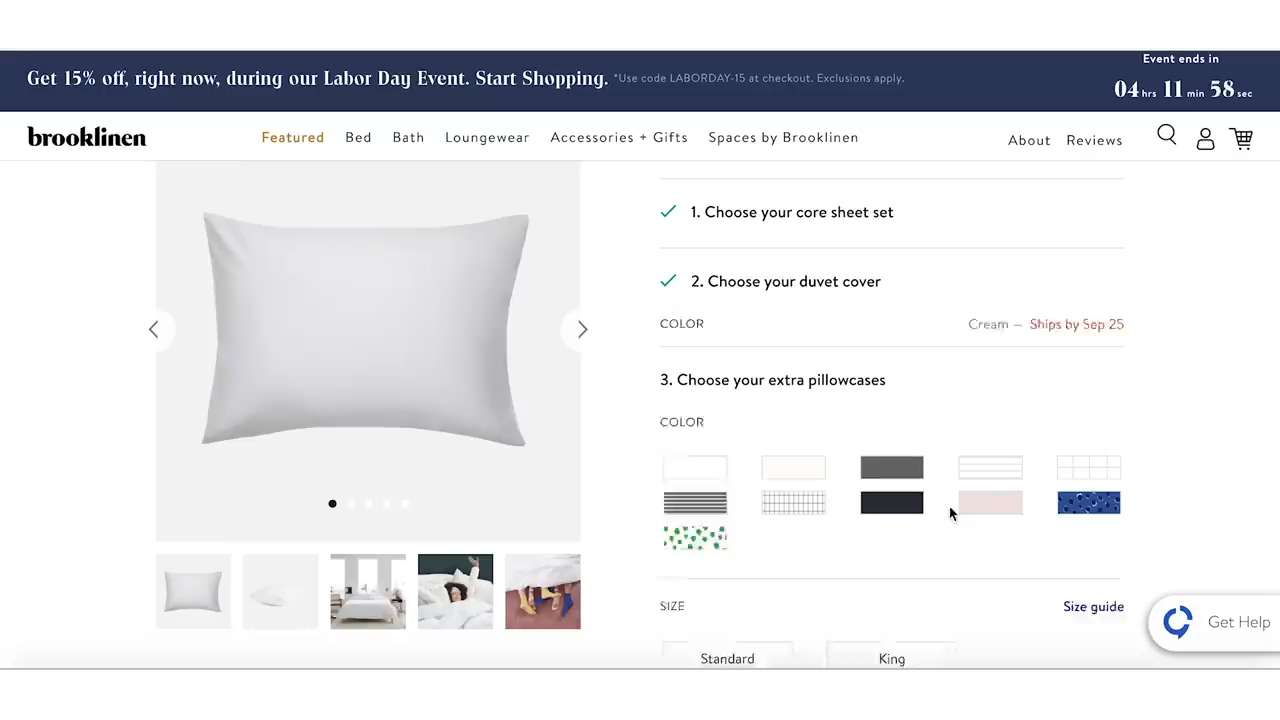 Get 15% off, right now, during our Labor Day Event. Start Shopping. *Use code LABORDAY-15 at checkout. Exclusions apply.
Event ends in
04 hrs 11 min 58 sec
brooklinen
Featured Bed Bath Loungewear Accessories + Gifts Spaces by Brooklinen
About Reviews
1. Choose your core sheet set
2. Choose your duvet cover
COLOR Cream – Ships by Sep 25
3. Choose your extra pillowcases
COLOR
SIZE Size guide
Standard King
Get Help